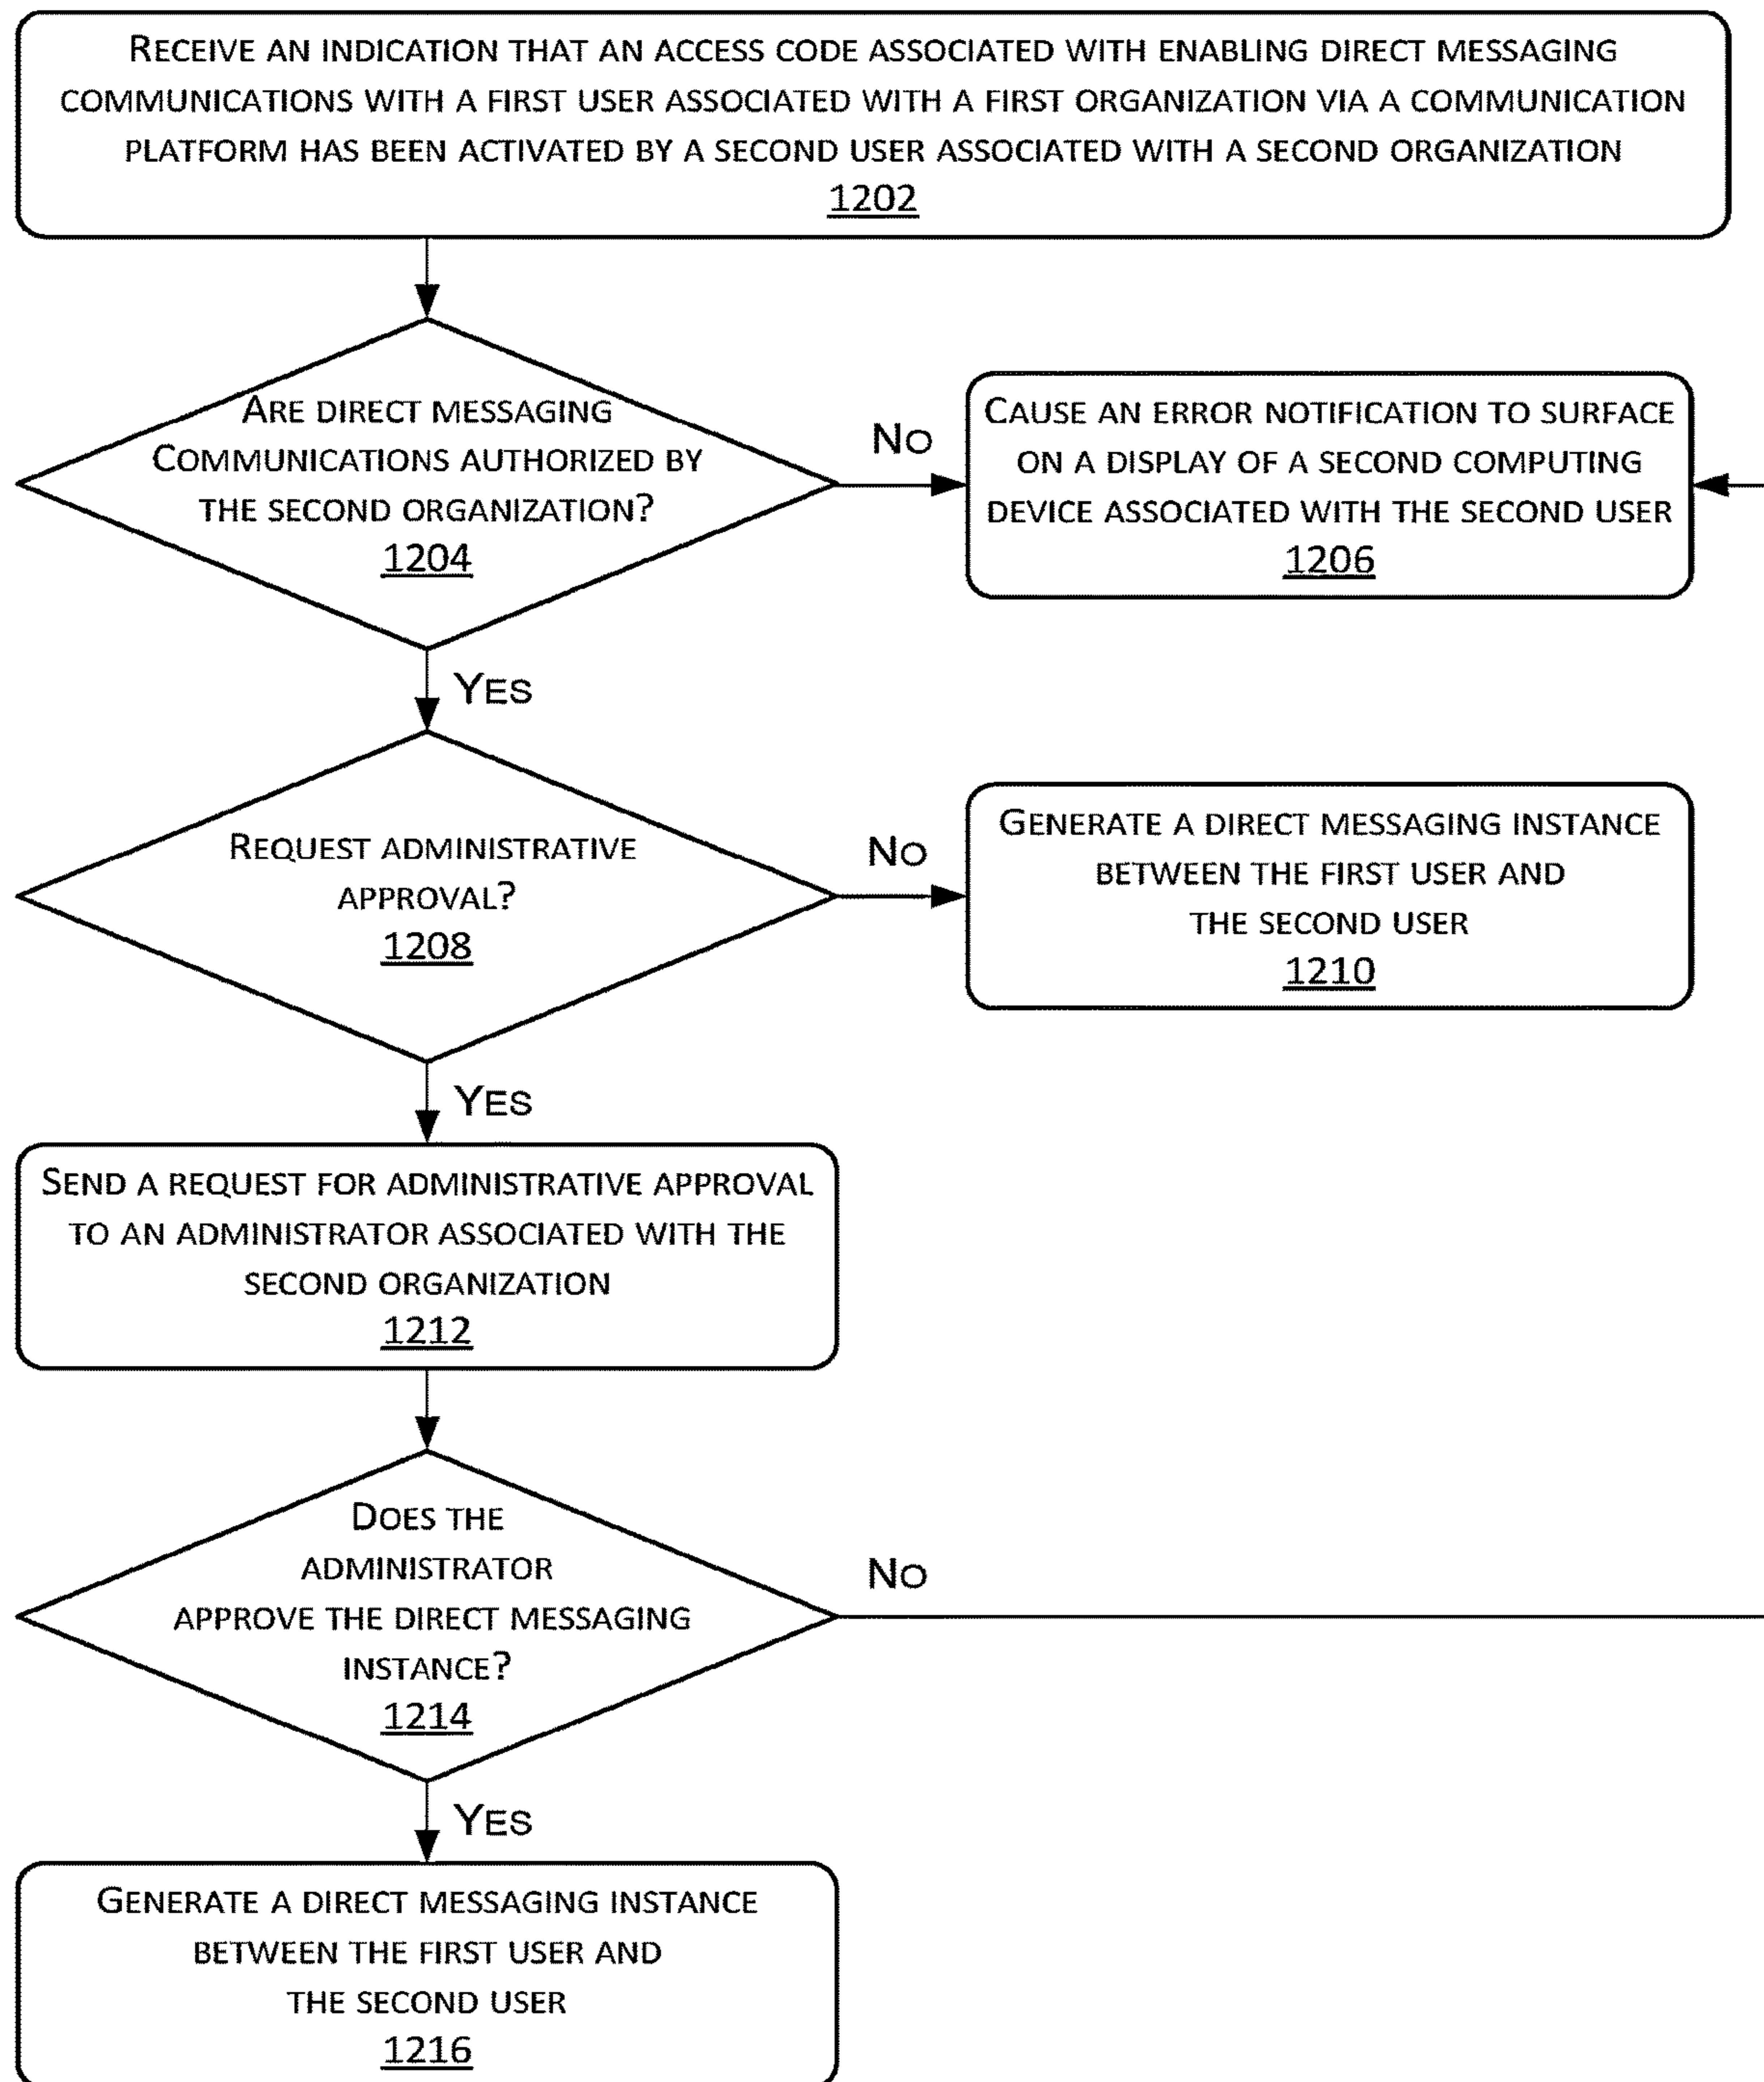 RECEIVE AN INDICATION THAT AN ACCESS CODE ASSOCIATED WITH ENABLING DIRECT MESSAGING
COMMUNICATIONS WITH A FIRST USER ASSOCIATED WITH A FIRST ORGANIZATION VIA A COMMUNICATION
PLATFORM HAS BEEN ACTIVATED BY A SECOND USER ASSOCIATED WITH A SECOND ORGANIZATION
1202
ARE DIRECT MESSAGING
COMMUNICATIONS AUTHORIZED BY
THE SECOND ORGANIZATION?
1204
NO
CAUSE AN ERROR NOTIFICATION TO SURFACE
ON A DISPLAY OF A SECOND COMPUTING
DEVICE ASSOCIATED WITH THE SECOND USER
1206
YES
REQUEST ADMINISTRATIVE
APPROVAL?
1208
NO
GENERATE A DIRECT MESSAGING INSTANCE
BETWEEN THE FIRST USER AND
THE SECOND USER
1210
YES
SEND A REQUEST FOR ADMINISTRATIVE APPROVAL
TO AN ADMINISTRATOR ASSOCIATED WITH THE
SECOND ORGANIZATION
1212
DOES THE
ADMINISTRATOR
APPROVE THE DIRECT MESSAGING
INSTANCE?
1214
NO
YES
GENERATE A DIRECT MESSAGING INSTANCE
BETWEEN THE FIRST USER AND
THE SECOND USER
1216